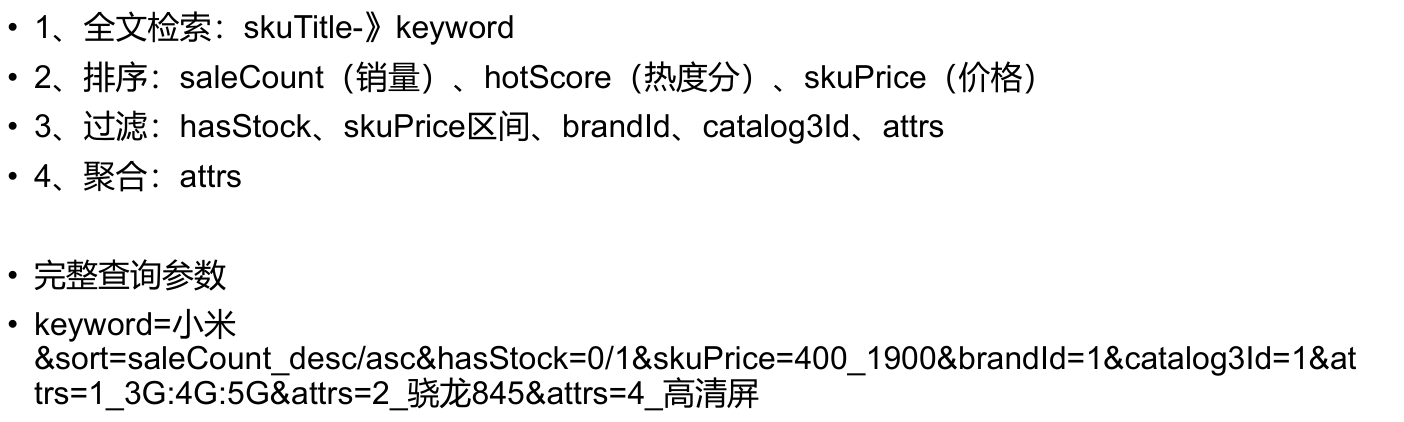 • 1、全文检索：skuTitle-》keyword
• 2、排序：saleCount（销量）、hotScore（热度分）、skuPrice（价格）
• 3、过滤：hasStock、skuPrice区间、brandId、catalog3Id、attrs
• 4、聚合：attrs
• 完整查询参数
• keyword=小米
&sort=saleCount_desc/asc&hasStock=0/1&skuPrice=400_1900&brandId=1&catalog3Id=1&at
trs=1_3G:4G:5G&attrs=2_骁龙845&attrs=4_高清屏